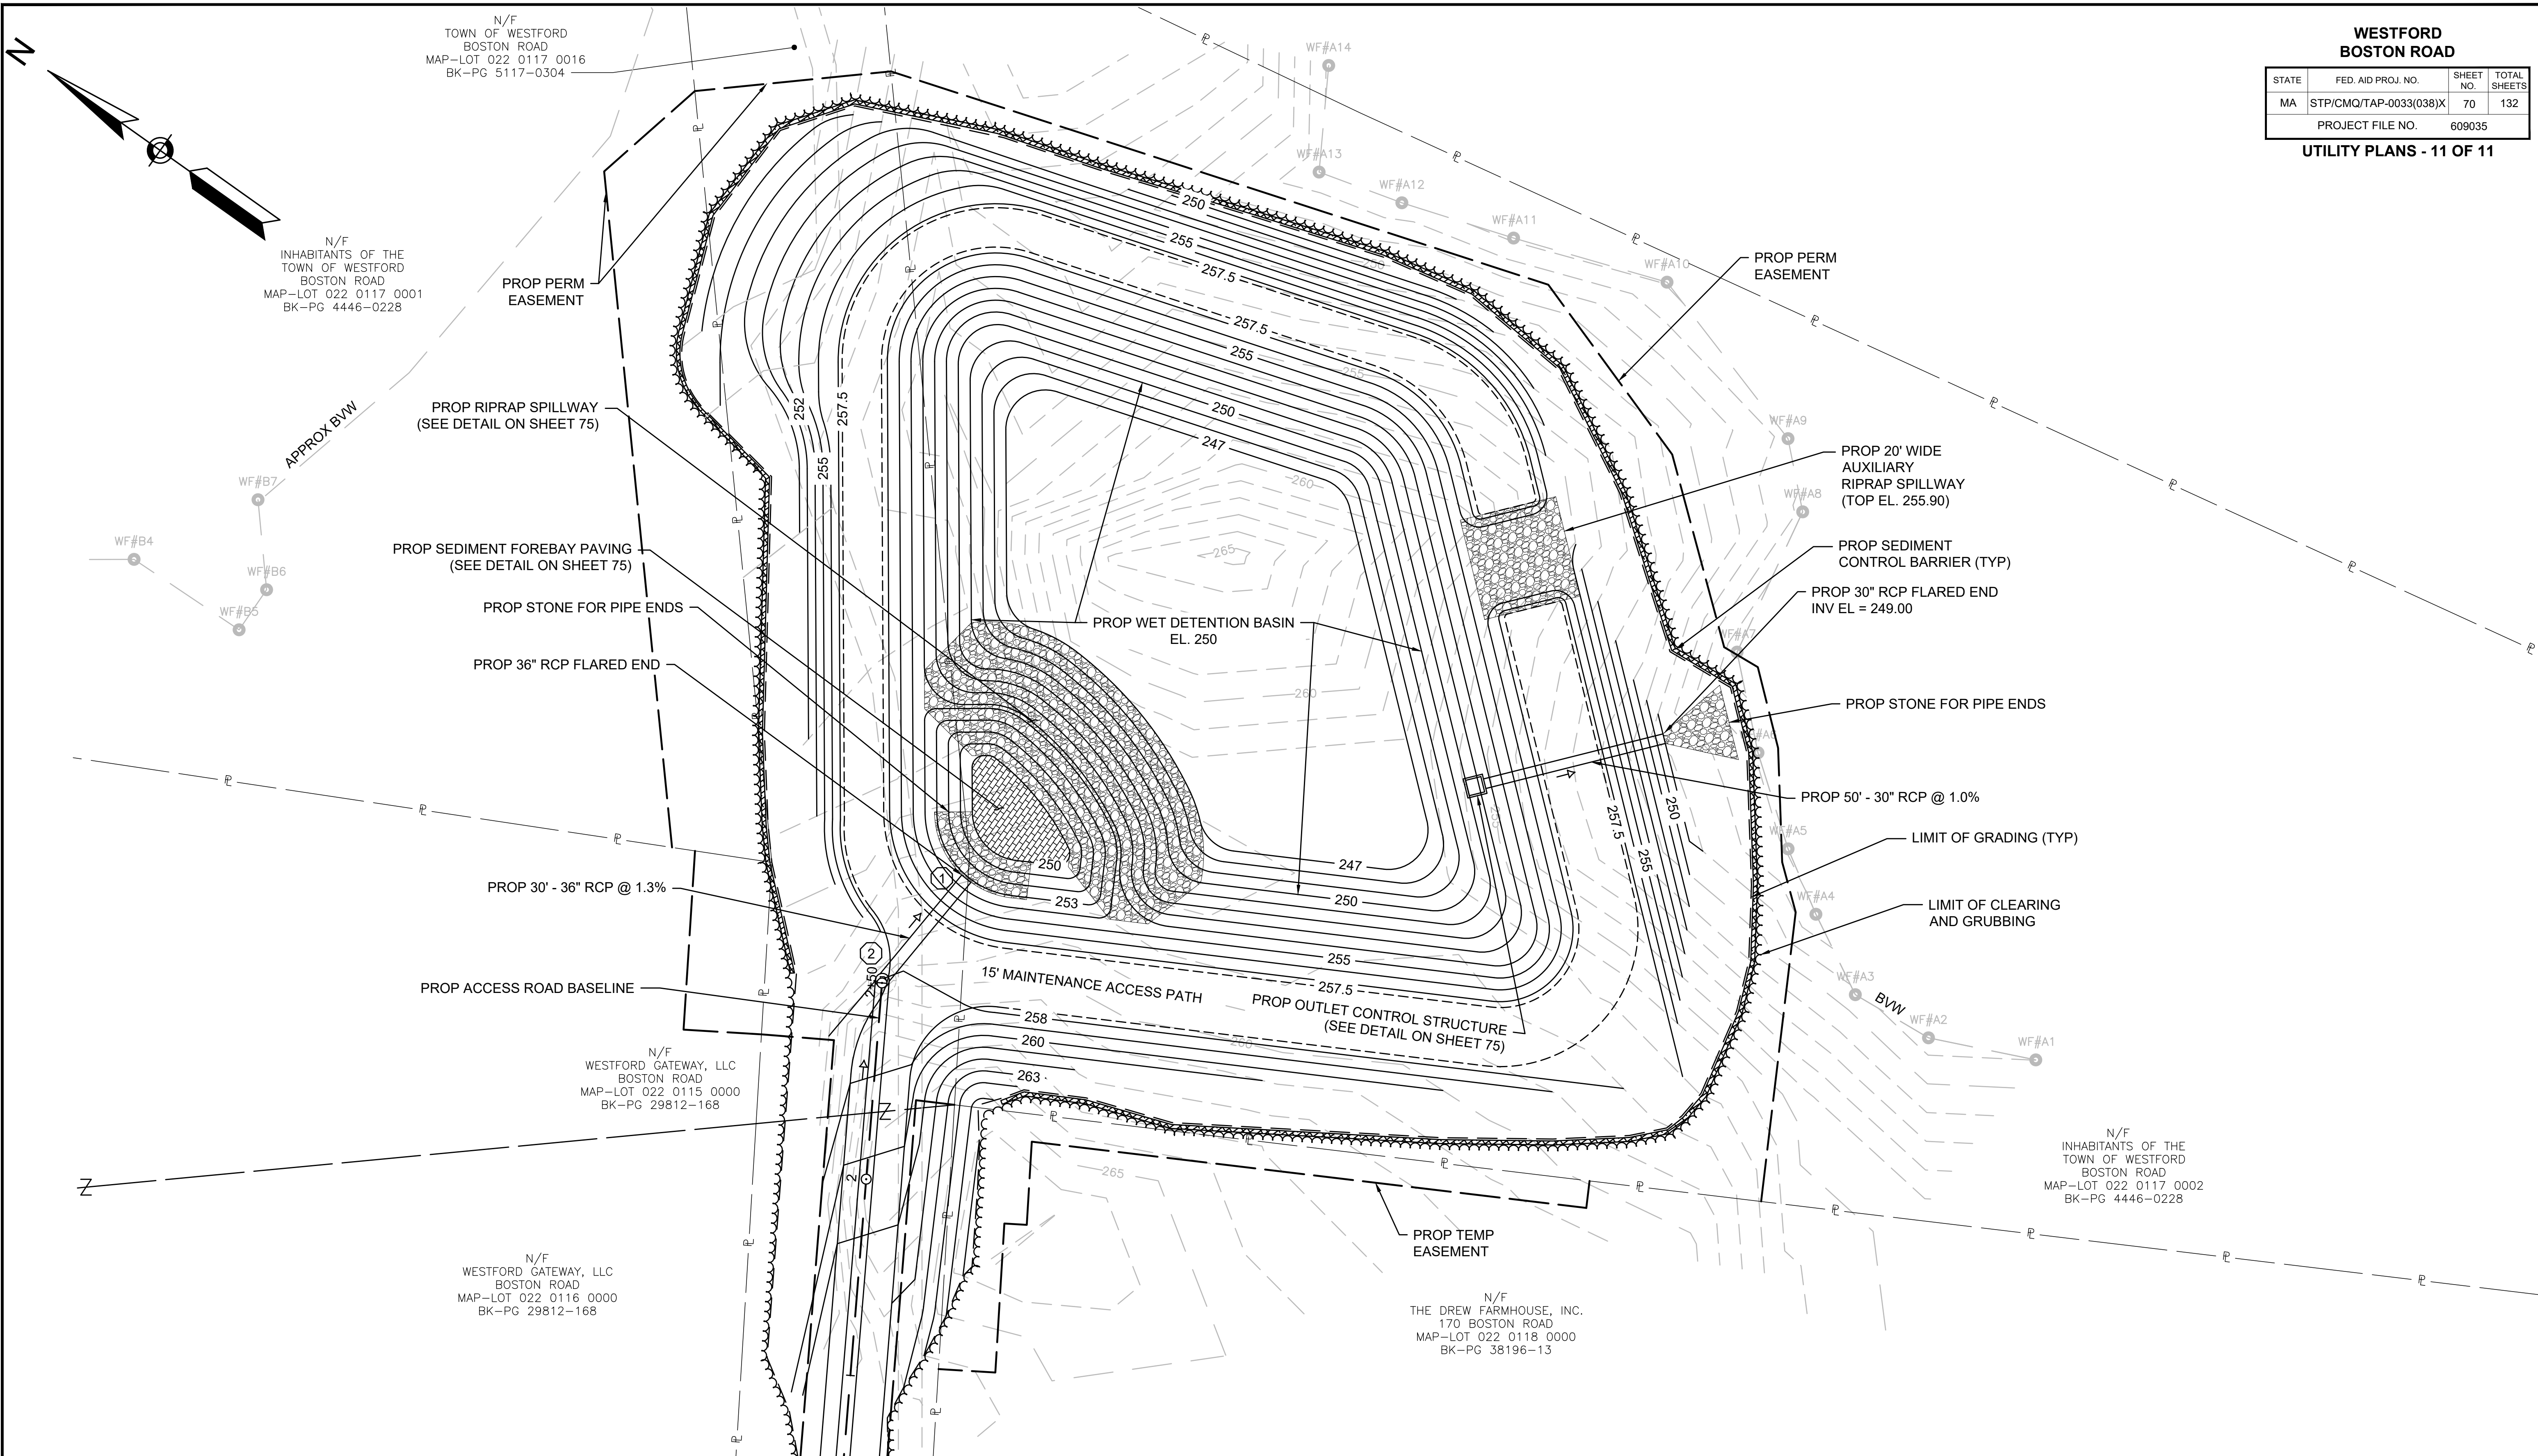 WESTFORD
BOSTON ROAD
STATE FED. AID PROJ. NO. SHEET NO. TOTAL SHEETS
MA STP/CMQ/TAP-0033(038)X 70 132
PROJECT FILE NO. 609035
UTILITY PLANS - 11 OF 11
N
N/F
TOWN OF WESTFORD
BOSTON ROAD
MAP-LOT 022 0117 0016
BK-PG 5117-0304
N/F
INHABITANTS OF THE
TOWN OF WESTFORD
BOSTON ROAD
MAP-LOT 022 0117 0001
BK-PG 4446-0228
PROP PERM
EASEMENT
PROP RIPRAP SPILLWAY
(SEE DETAIL ON SHEET 75)
APPROX BVW
WF#B7
WF#B4
WF#B6
WF#B5
PROP SEDIMENT FOREBAY PAVING
(SEE DETAIL ON SHEET 75)
PROP STONE FOR PIPE ENDS
PROP 36" RCP FLARED END
PROP 30' - 36" RCP @ 1.3%
PROP ACCESS ROAD BASELINE
N/F
WESTFORD GATEWAY, LLC
BOSTON ROAD
MAP-LOT 022 0115 0000
BK-PG 29812-168
N/F
WESTFORD GATEWAY, LLC
BOSTON ROAD
MAP-LOT 022 0116 0000
BK-PG 29812-168
WF#A14
WF#A13
WF#A12
WF#A11
WF#A10
WF#A9
WF#A8
WF#A7
WF#A5
WF#A4
WF#A3
BVW
WF#A2
WF#A1
PROP PERM
EASEMENT
PROP 20' WIDE
AUXILIARY
RIPRAP SPILLWAY
(TOP EL. 255.90)
PROP SEDIMENT
CONTROL BARRIER (TYP)
PROP 30" RCP FLARED END
INV EL = 249.00
PROP STONE FOR PIPE ENDS
PROP 50' - 30" RCP @ 1.0%
LIMIT OF GRADING (TYP)
LIMIT OF CLEARING
AND GRUBBING
250
255
257.5
257.5
255
255
250
247
252
257.5
255
260
265
260
PROP WET DETENTION BASIN
EL. 250
250
253
247
250
255
257.5
257.5
255
250
1
2
2+50
2
15' MAINTENANCE ACCESS PATH
PROP OUTLET CONTROL STRUCTURE
(SEE DETAIL ON SHEET 75)
258
260
263
260
265
PROP TEMP
EASEMENT
N/F
THE DREW FARMHOUSE, INC.
170 BOSTON ROAD
MAP-LOT 022 0118 0000
BK-PG 38196-13
N/F
INHABITANTS OF THE
TOWN OF WESTFORD
BOSTON ROAD
MAP-LOT 022 0117 0002
BK-PG 4446-0228